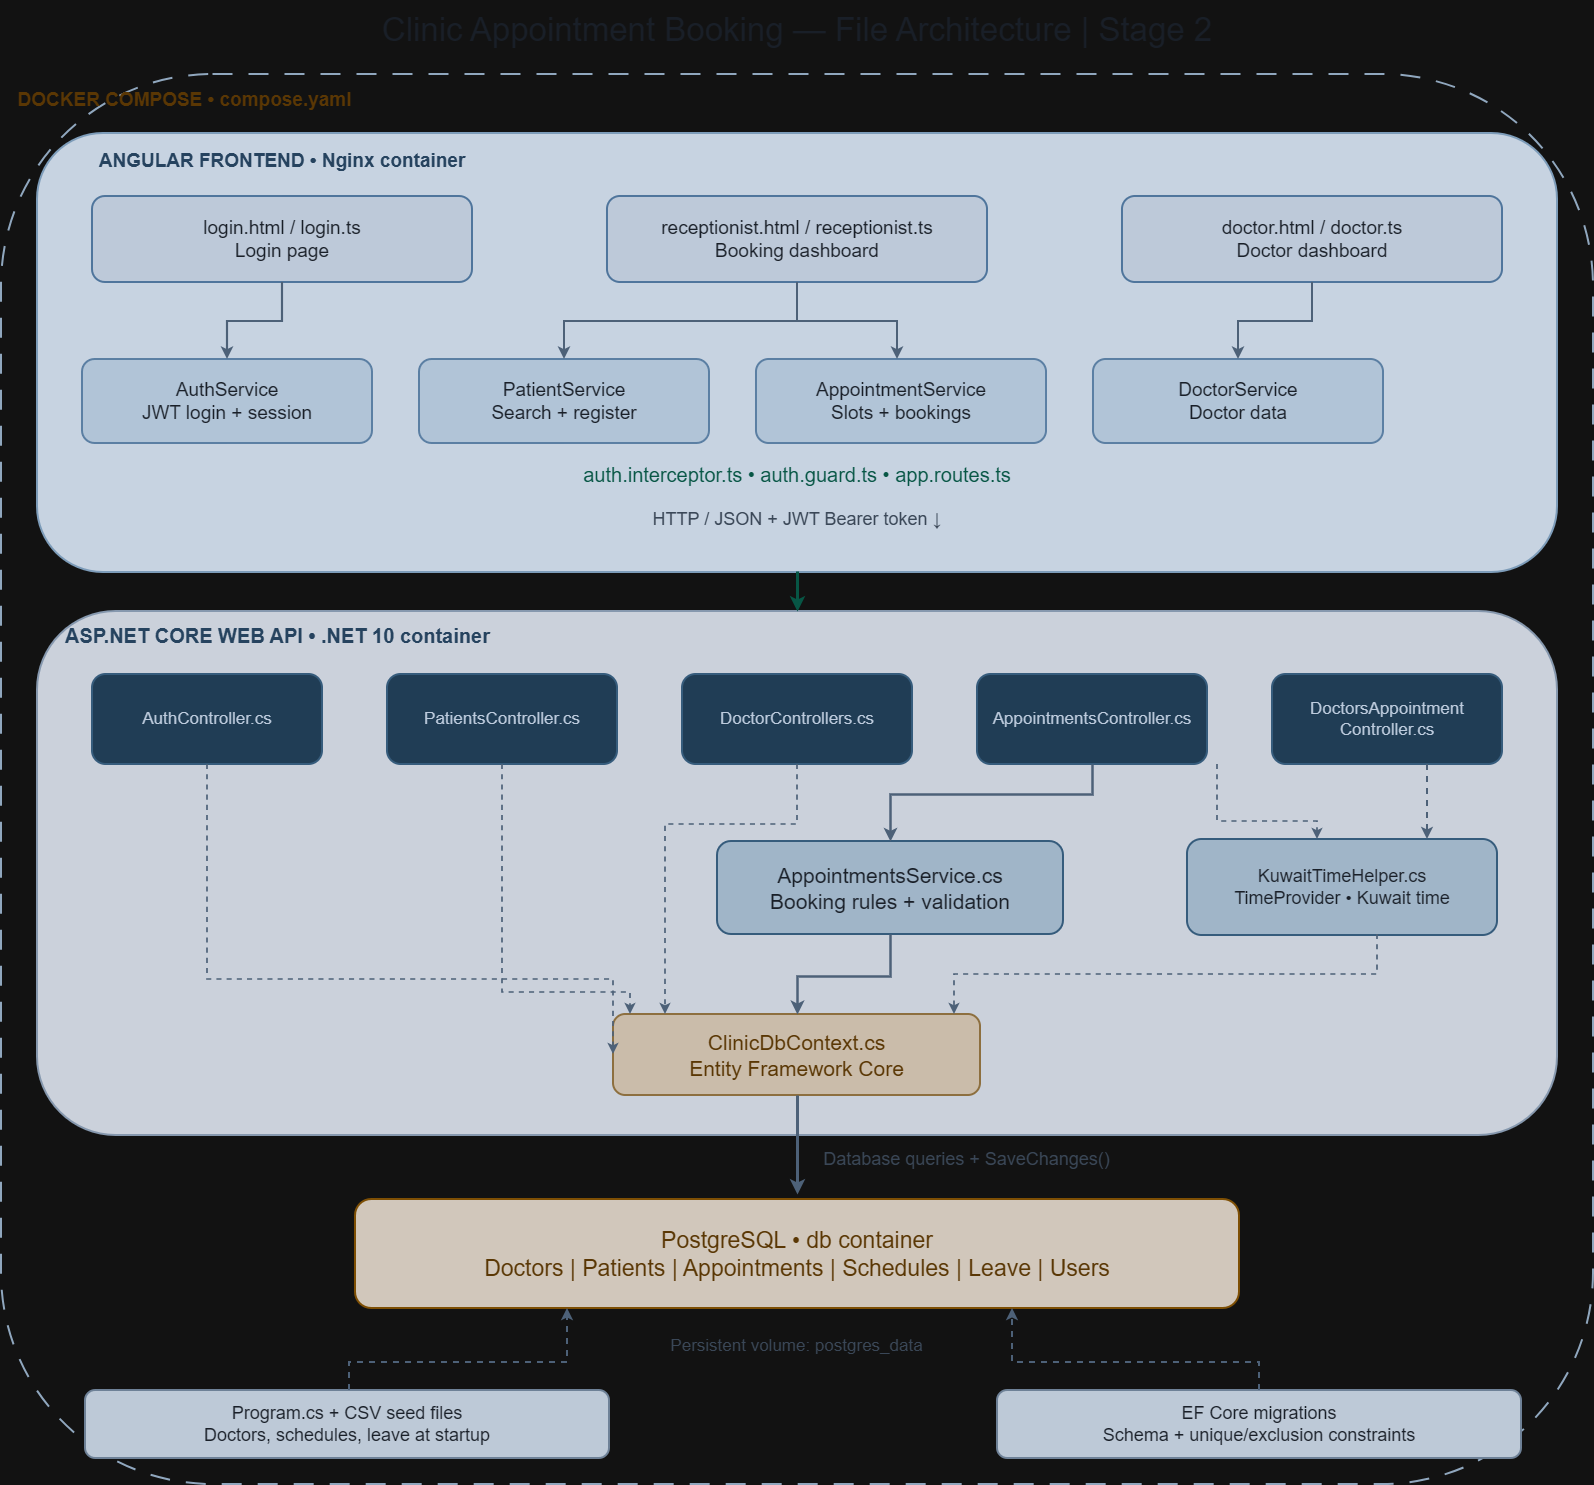 Clinic Appointment Booking — File Architecture | Stage 2
DOCKER COMPOSE • compose.yaml
ANGULAR FRONTEND • Nginx container
login.html / login.ts
Login page
receptionist.html / receptionist.ts
Booking dashboard
doctor.html / doctor.ts
Doctor dashboard
AuthService
JWT login + session
PatientService
Search + register
AppointmentService
Slots + bookings
DoctorService
Doctor data
auth.interceptor.ts • auth.guard.ts • app.routes.ts
HTTP / JSON + JWT Bearer token ↓
ASP.NET CORE WEB API • .NET 10 container
AuthController.cs
PatientsController.cs
DoctorControllers.cs
AppointmentsController.cs
DoctorsAppointment
Controller.cs
AppointmentsService.cs
Booking rules + validation
KuwaitTimeHelper.cs
TimeProvider • Kuwait time
ClinicDbContext.cs
Entity Framework Core
Database queries + SaveChanges()
PostgreSQL • db container
Doctors | Patients | Appointments | Schedules | Leave | Users
Persistent volume: postgres_data
Program.cs + CSV seed files
Doctors, schedules, leave at startup
EF Core migrations
Schema + unique/exclusion constraints